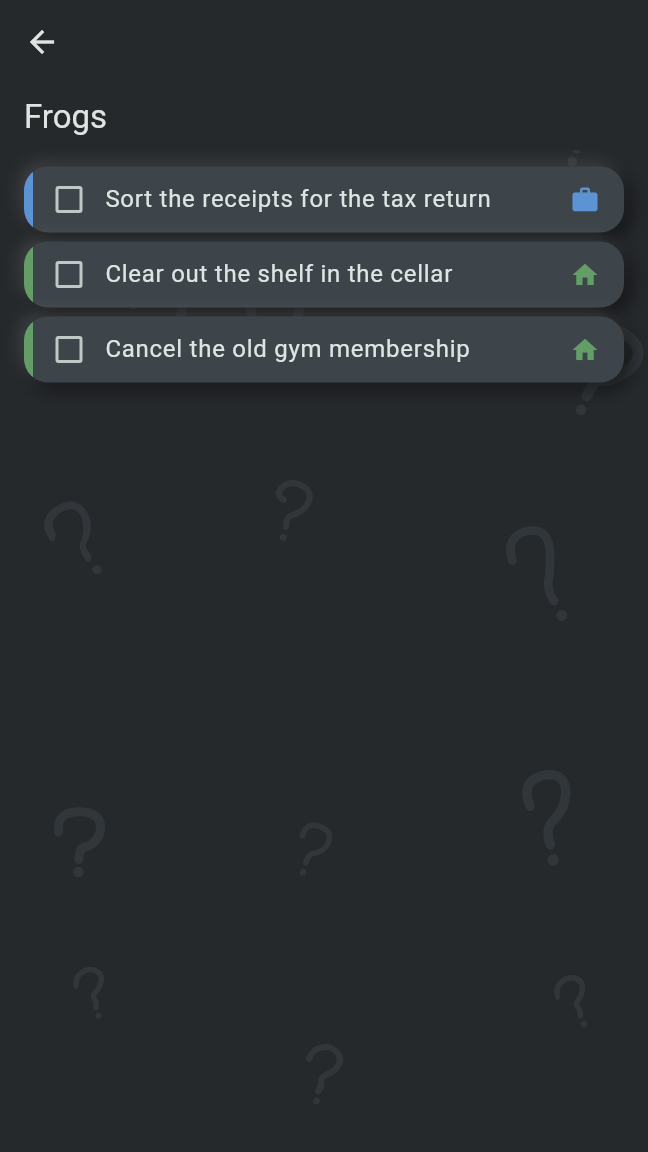 Frogs
Sort the receipts for the tax return
Clear out the shelf in the cellar
Cancel the old gym membership